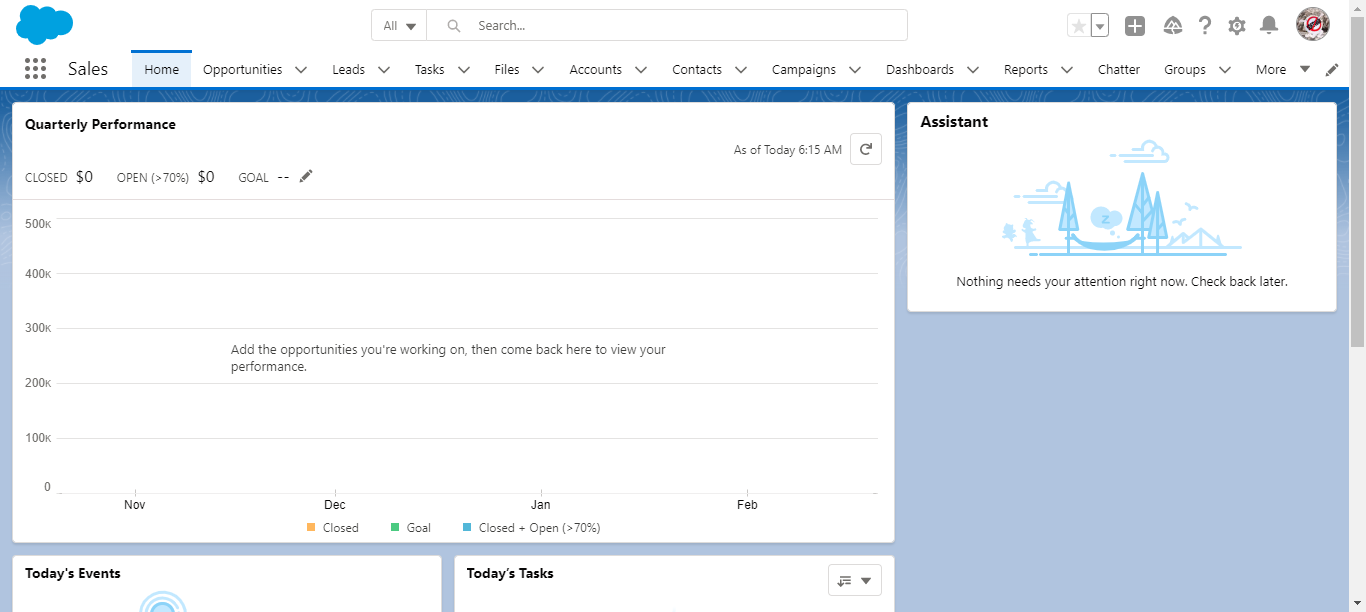 All
Search...
Sales
Home
Opportunities
Leads
Tasks
Files
Accounts
Contacts
Campaigns
Dashboards
Reports
Chatter
Groups
More
Quarterly Performance
As of Today 6:15 AM
CLOSED $0 OPEN (>70%) $0 GOAL --
500K
400K
300K
200K
100K
0
Add the opportunities you're working on, then come back here to view your
performance.
Nov Dec Jan Feb
Closed Goal Closed + Open (>70%)
Assistant
z
Nothing needs your attention right now. Check back later.
Today's Events
Today’s Tasks